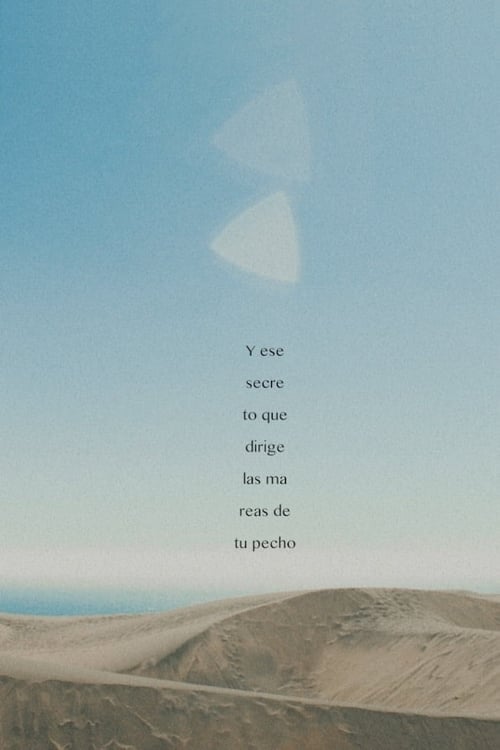 Y ese
secre
to que
dirige
las ma
reas de
tu pecho